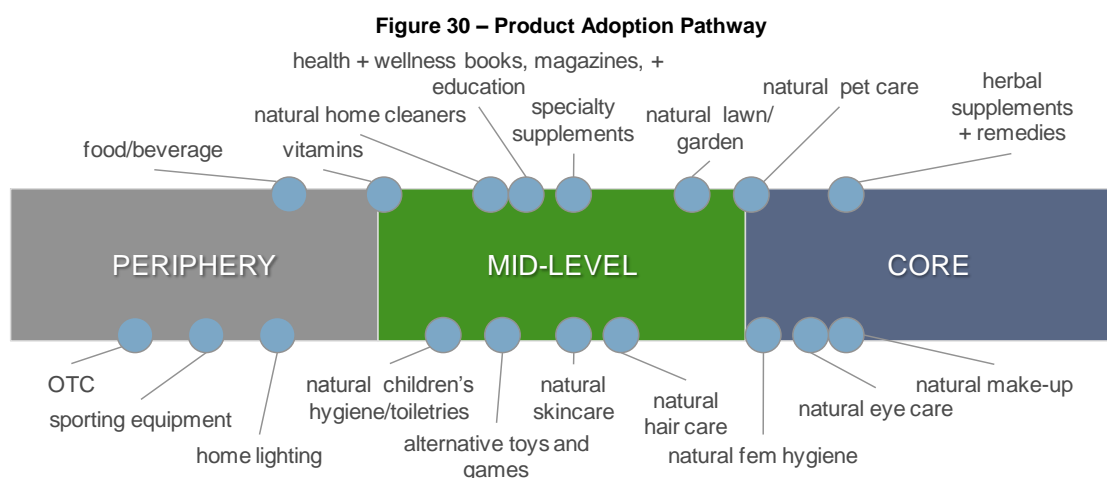 Figure 30 – Product Adoption Pathway
health + wellness books, magazines, +
education
natural home cleaners
food/beverage
vitamins
specialty
supplements
natural lawn/
garden
natural pet care
herbal
supplements
+ remedies
PERIPHERY
MID-LEVEL
CORE
OTC
sporting equipment
home lighting
natural children's
hygiene/toiletries
alternative toys and
games
natural
skincare
natural
hair care
natural fem hygiene
natural eye care
natural make-up